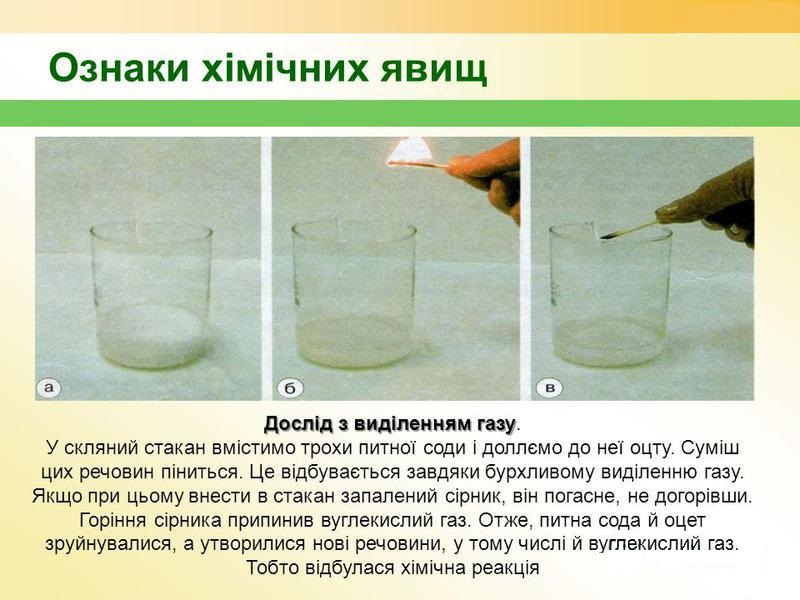 Ознаки хімічних явищ
а
б
в
Дослід з виділенням газу.
У скляний стакан вмістимо трохи питної соди і доллємо до неї оцту. Суміш
цих речовин піниться. Це відбувається завдяки бурхливому виділенню газу.
Якщо при цьому внести в стакан запалений сірник, він погасне, не догорівши.
Горіння сірника припинив вуглекислий газ. Отже, питна сода й оцет
зруйнувалися, а утворилися нові речовини, у тому числі й вуглекислий газ.
Тобто відбулася хімічна реакція